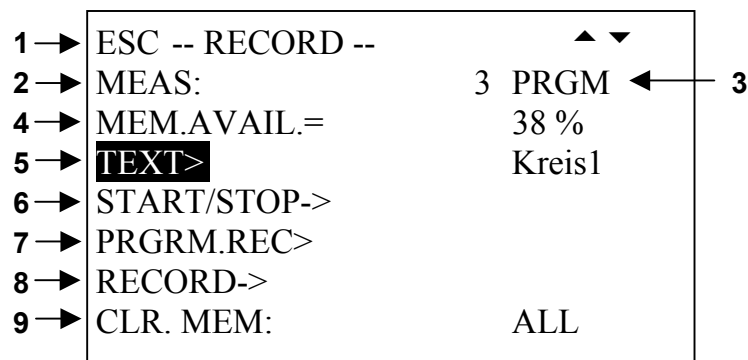 1 ESC -- RECORD --
2 MEAS: 3 PRGM 3
4 MEM.AVAIL.= 38 %
5 TEXT> Kreis1
6 START/STOP->
7 PRGRM.REC>
8 RECORD->
9 CLR. MEM: ALL